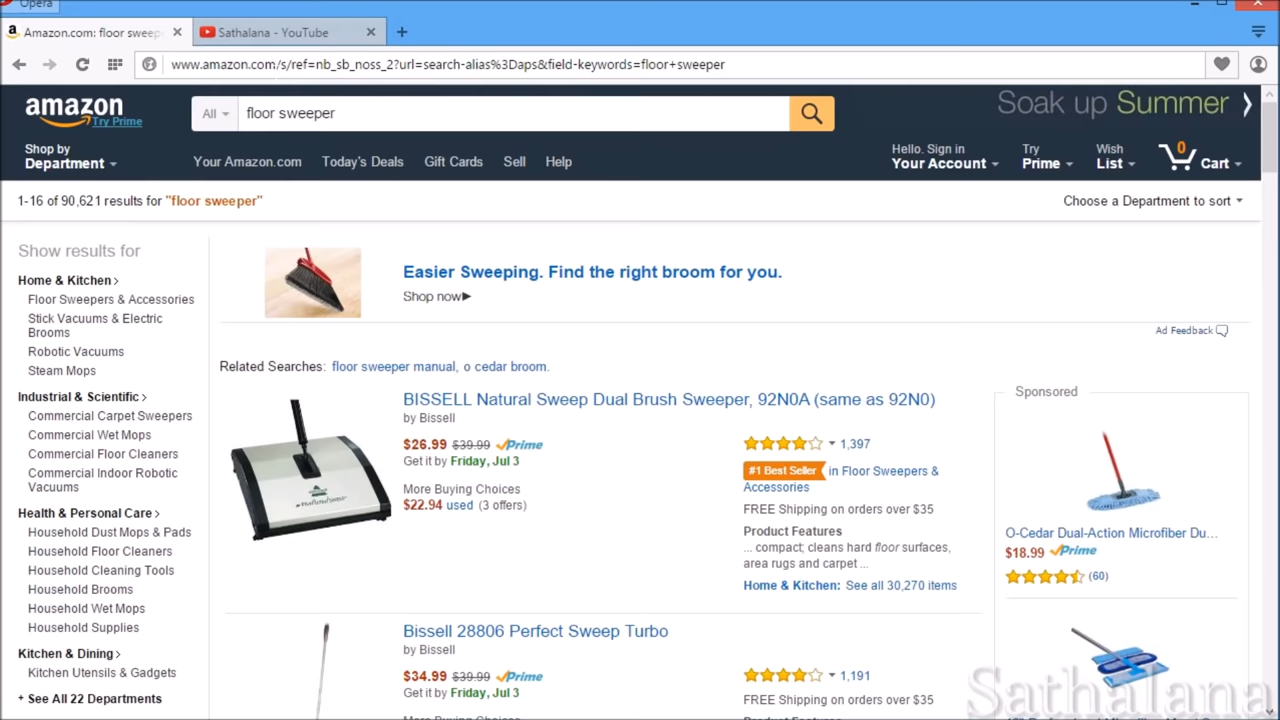 Opera
Amazon.com: floor sweep
Sathalana - YouTube
www.amazon.com/s/ref=nb_sb_noss_2?url=search-alias%3Daps&field-keywords=floor+sweeper
amazon
Try Prime
All
floor sweeper
Soak up Summer
Shop by
Department
Your Amazon.com
Today's Deals
Gift Cards
Sell
Help
Hello. Sign in
Your Account
Try
Prime
Wish
List
0
Cart
1-16 of 90,621 results for "floor sweeper"
Choose a Department to sort
Show results for
Home & Kitchen
Floor Sweepers & Accessories
Stick Vacuums & Electric
Brooms
Robotic Vacuums
Steam Mops
Industrial & Scientific
Commercial Carpet Sweepers
Commercial Wet Mops
Commercial Floor Cleaners
Commercial Indoor Robotic
Vacuums
Health & Personal Care
Household Dust Mops & Pads
Household Floor Cleaners
Household Cleaning Tools
Household Brooms
Household Wet Mops
Household Supplies
Kitchen & Dining
Kitchen Utensils & Gadgets
+ See All 22 Departments
Easier Sweeping. Find the right broom for you.
Shop now
Ad Feedback
Related Searches: floor sweeper manual, o cedar broom.
BISSELL Natural Sweep Dual Brush Sweeper, 92N0A (same as 92N0)
by Bissell
$26.99 $39.99 Prime
Get it by Friday, Jul 3
More Buying Choices
$22.94 used (3 offers)
1,397
#1 Best Seller in Floor Sweepers &
Accessories
FREE Shipping on orders over $35
Product Features
... compact; cleans hard floor surfaces,
area rugs and carpet ...
Home & Kitchen: See all 30,270 items
Bissell 28806 Perfect Sweep Turbo
by Bissell
$34.99 $39.99 Prime
Get it by Friday, Jul 3
More Buying Choices
1,191
FREE Shipping on orders over $35
Product Features
Sponsored
O-Cedar Dual-Action Microfiber Du...
$18.99 Prime
(60)
Sathalana